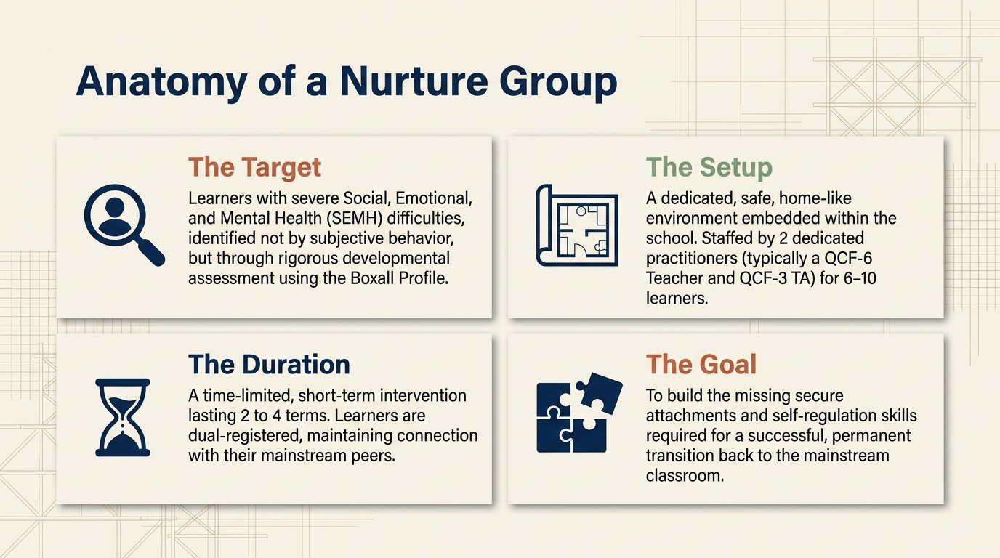 Anatomy of a Nurture Group
The Target
Learners with severe Social, Emotional,
and Mental Health (SEMH) difficulties,
identified not by subjective behavior,
but through rigorous developmental
assessment using the Boxall Profile.
The Setup
A dedicated, safe, home-like
environment embedded within the
school. Staffed by 2 dedicated
practitioners (typically a QCF-6
Teacher and QCF-3 TA) for 6–10
learners.
The Duration
A time-limited, short-term intervention
lasting 2 to 4 terms. Learners are
dual-registered, maintaining connection
with their mainstream peers.
The Goal
To build the missing secure
attachments and self-regulation skills
required for a successful, permanent
transition back to the mainstream
classroom.